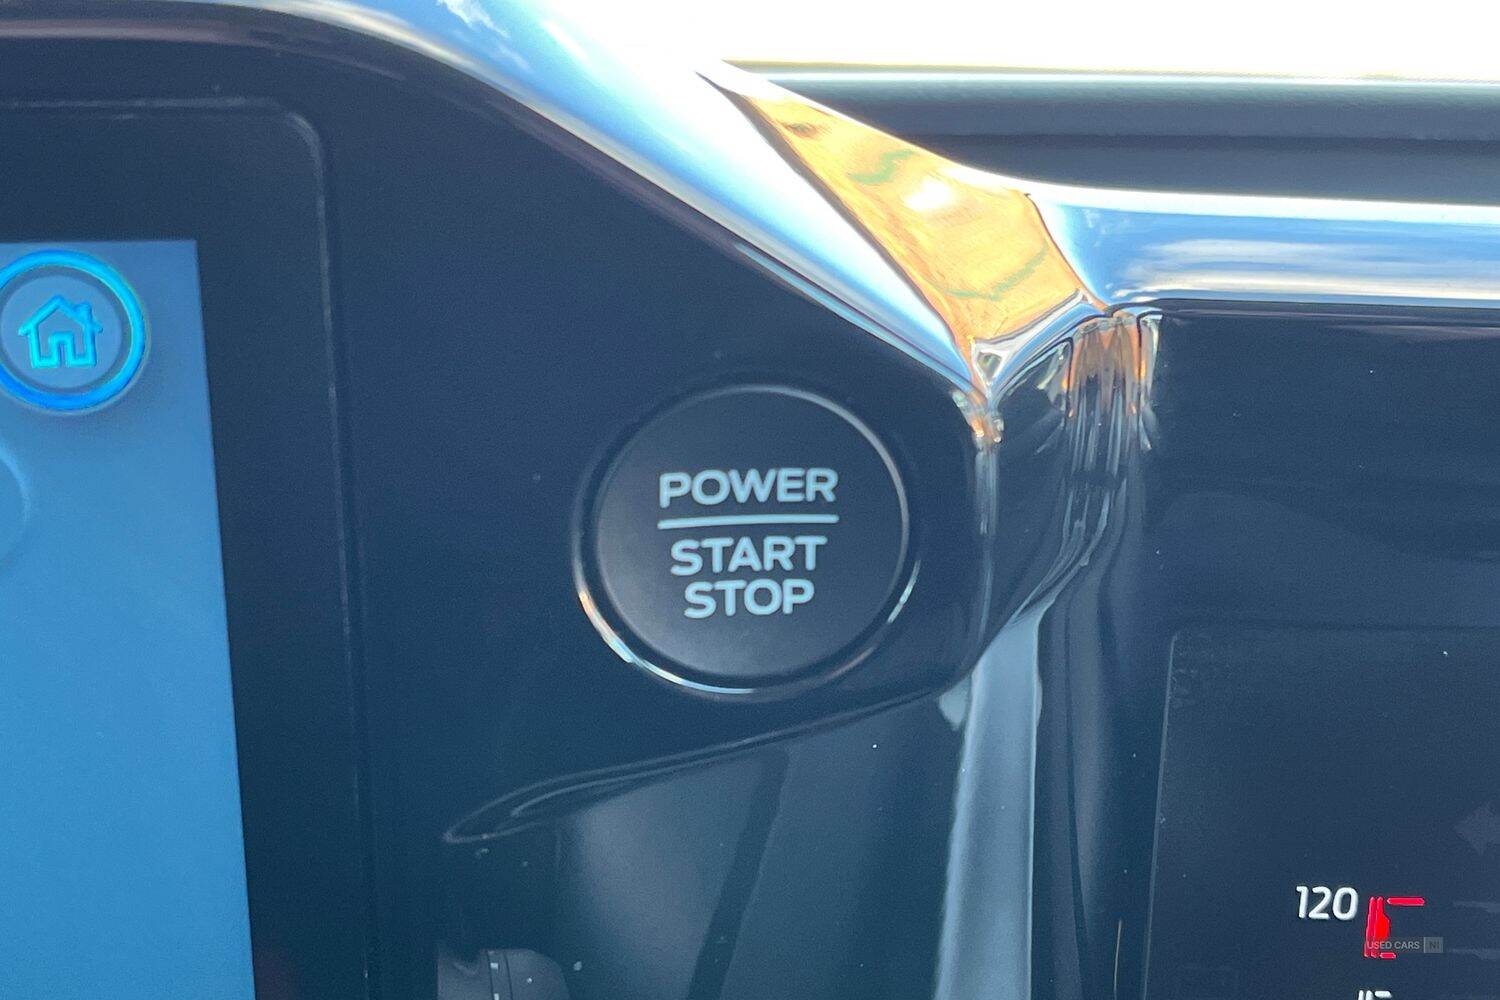 POWER
START
STOP
120
USED CARS NI